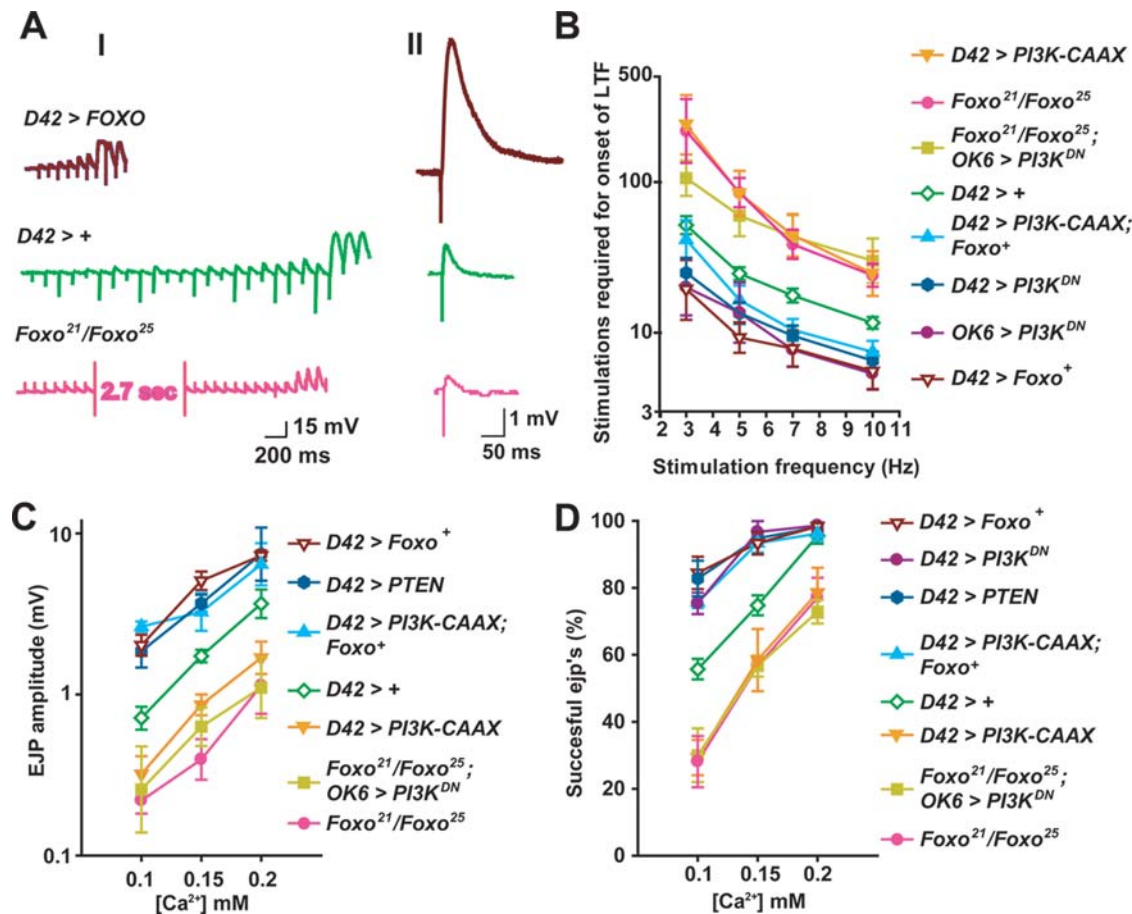 A
I
II
D42 > FOXO
D42 > +
Foxo²¹/Foxo²⁵
2.7 sec
15 mV
200 ms
1 mV
50 ms
B
Stimulations required for onset of LTF
500
100
10
3
2 3 4 5 6 7 8 9 10 11
Stimulation frequency (Hz)
D42 > PI3K-CAAX
Foxo²¹/Foxo²⁵
Foxo²¹/Foxo²⁵;
OK6 > PI3Kᴰᴺ
D42 > +
D42 > PI3K-CAAX;
Foxo⁺
D42 > PI3Kᴰᴺ
OK6 > PI3Kᴰᴺ
D42 > Foxo⁺
C
EJP amplitude (mV)
10
1
0.1
0.1 0.15 0.2
[Ca²⁺] mM
D42 > Foxo⁺
D42 > PTEN
D42 > PI3K-CAAX;
Foxo⁺
D42 > +
D42 > PI3K-CAAX
Foxo²¹/Foxo²⁵;
OK6 > PI3Kᴰᴺ
Foxo²¹/Foxo²⁵
D
Succesful ejp's (%)
100
80
60
40
20
0
0.1 0.15 0.2
[Ca²⁺] mM
D42 > Foxo⁺
D42 > PI3Kᴰᴺ
D42 > PTEN
D42 > PI3K-CAAX;
Foxo⁺
D42 > +
D42 > PI3K-CAAX
Foxo²¹/Foxo²⁵;
OK6 > PI3Kᴰᴺ
Foxo²¹/Foxo²⁵